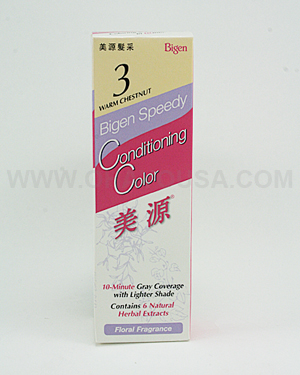 美源髮采 Bigen
3
WARM CHESTNUT
Bigen Speedy
Conditioning
Color
美源
10-Minute Gray Coverage
with Lighter Shade
Contains 6 Natural
Herbal Extracts
Floral Fragrance